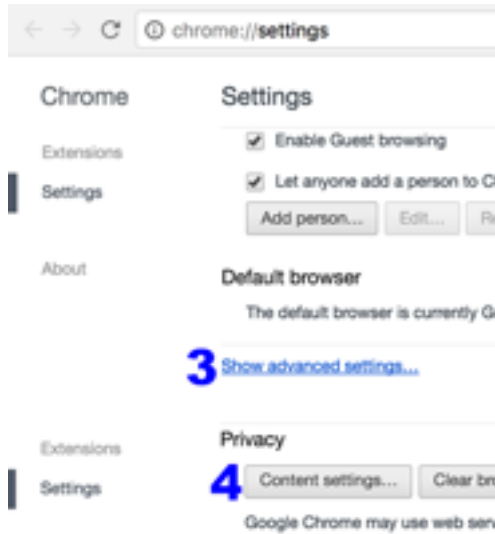 chrome://settings
Chrome
Settings
Extensions
Enable Guest browsing
Settings
Let anyone add a person to C
Add person...
Edit...
Re
About
Default browser
The default browser is currently G
3 Show advanced settings...
Privacy
Extensions
Settings
4 Content settings...
Clear br
Google Chrome may use web serv